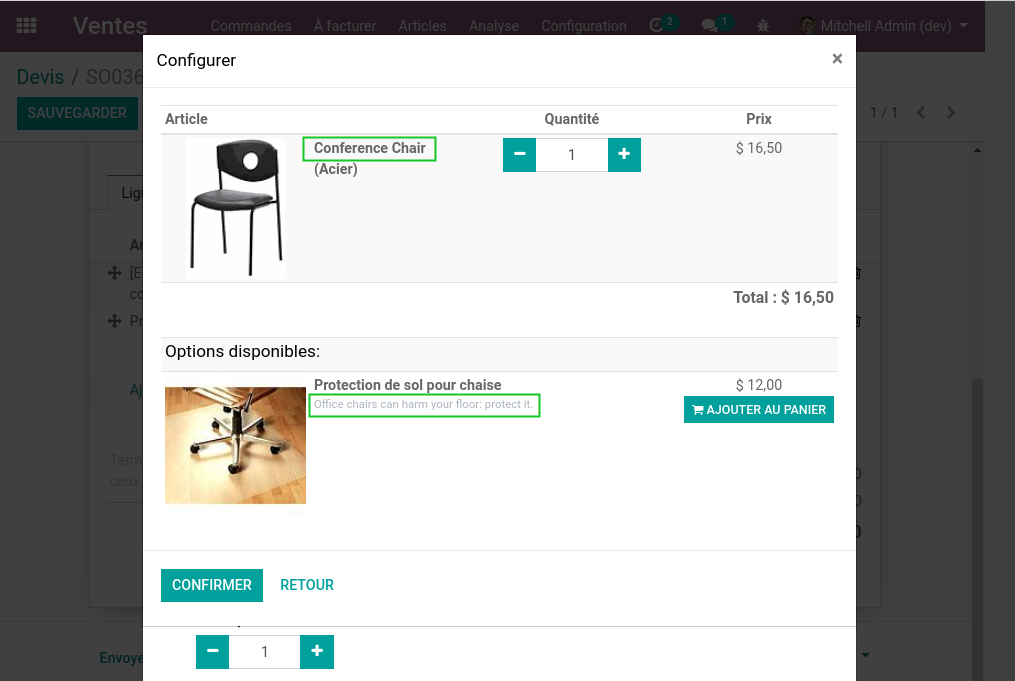 Ventes Commandes À facturer Articles Analyse Configuration 2 1 Mitchell Admin (dev)
Configurer ×
Devis / SO036
SAUVEGARDER
1 / 1
Article Quantité Prix
Conference Chair
(Acier)
1
$ 16,50
Total : $ 16,50
Options disponibles:
Protection de sol pour chaise
Office chairs can harm your floor: protect it.
$ 12,00
AJOUTER AU PANIER
CONFIRMER RETOUR
1